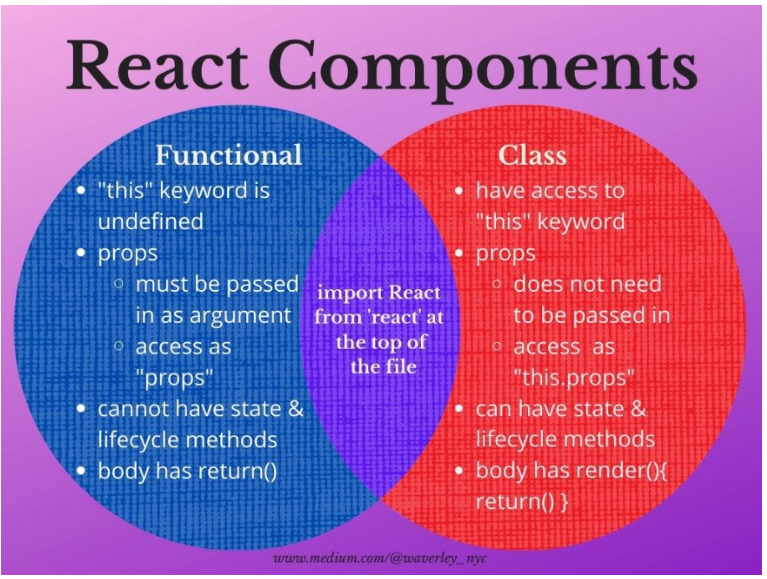 React Components
Functional
• "this" keyword is
undefined
• props
○ must be passed
in as argument
○ access as
"props"
• cannot have state &
lifecycle methods
• body has return()
import React
from 'react' at
the top of
the file
Class
• have access to
"this" keyword
• props
○ does not need
to be passed in
○ access as
"this.props"
• can have state &
lifecycle methods
• body has render(){
return() }
www.medium.com/@waverley_nyc